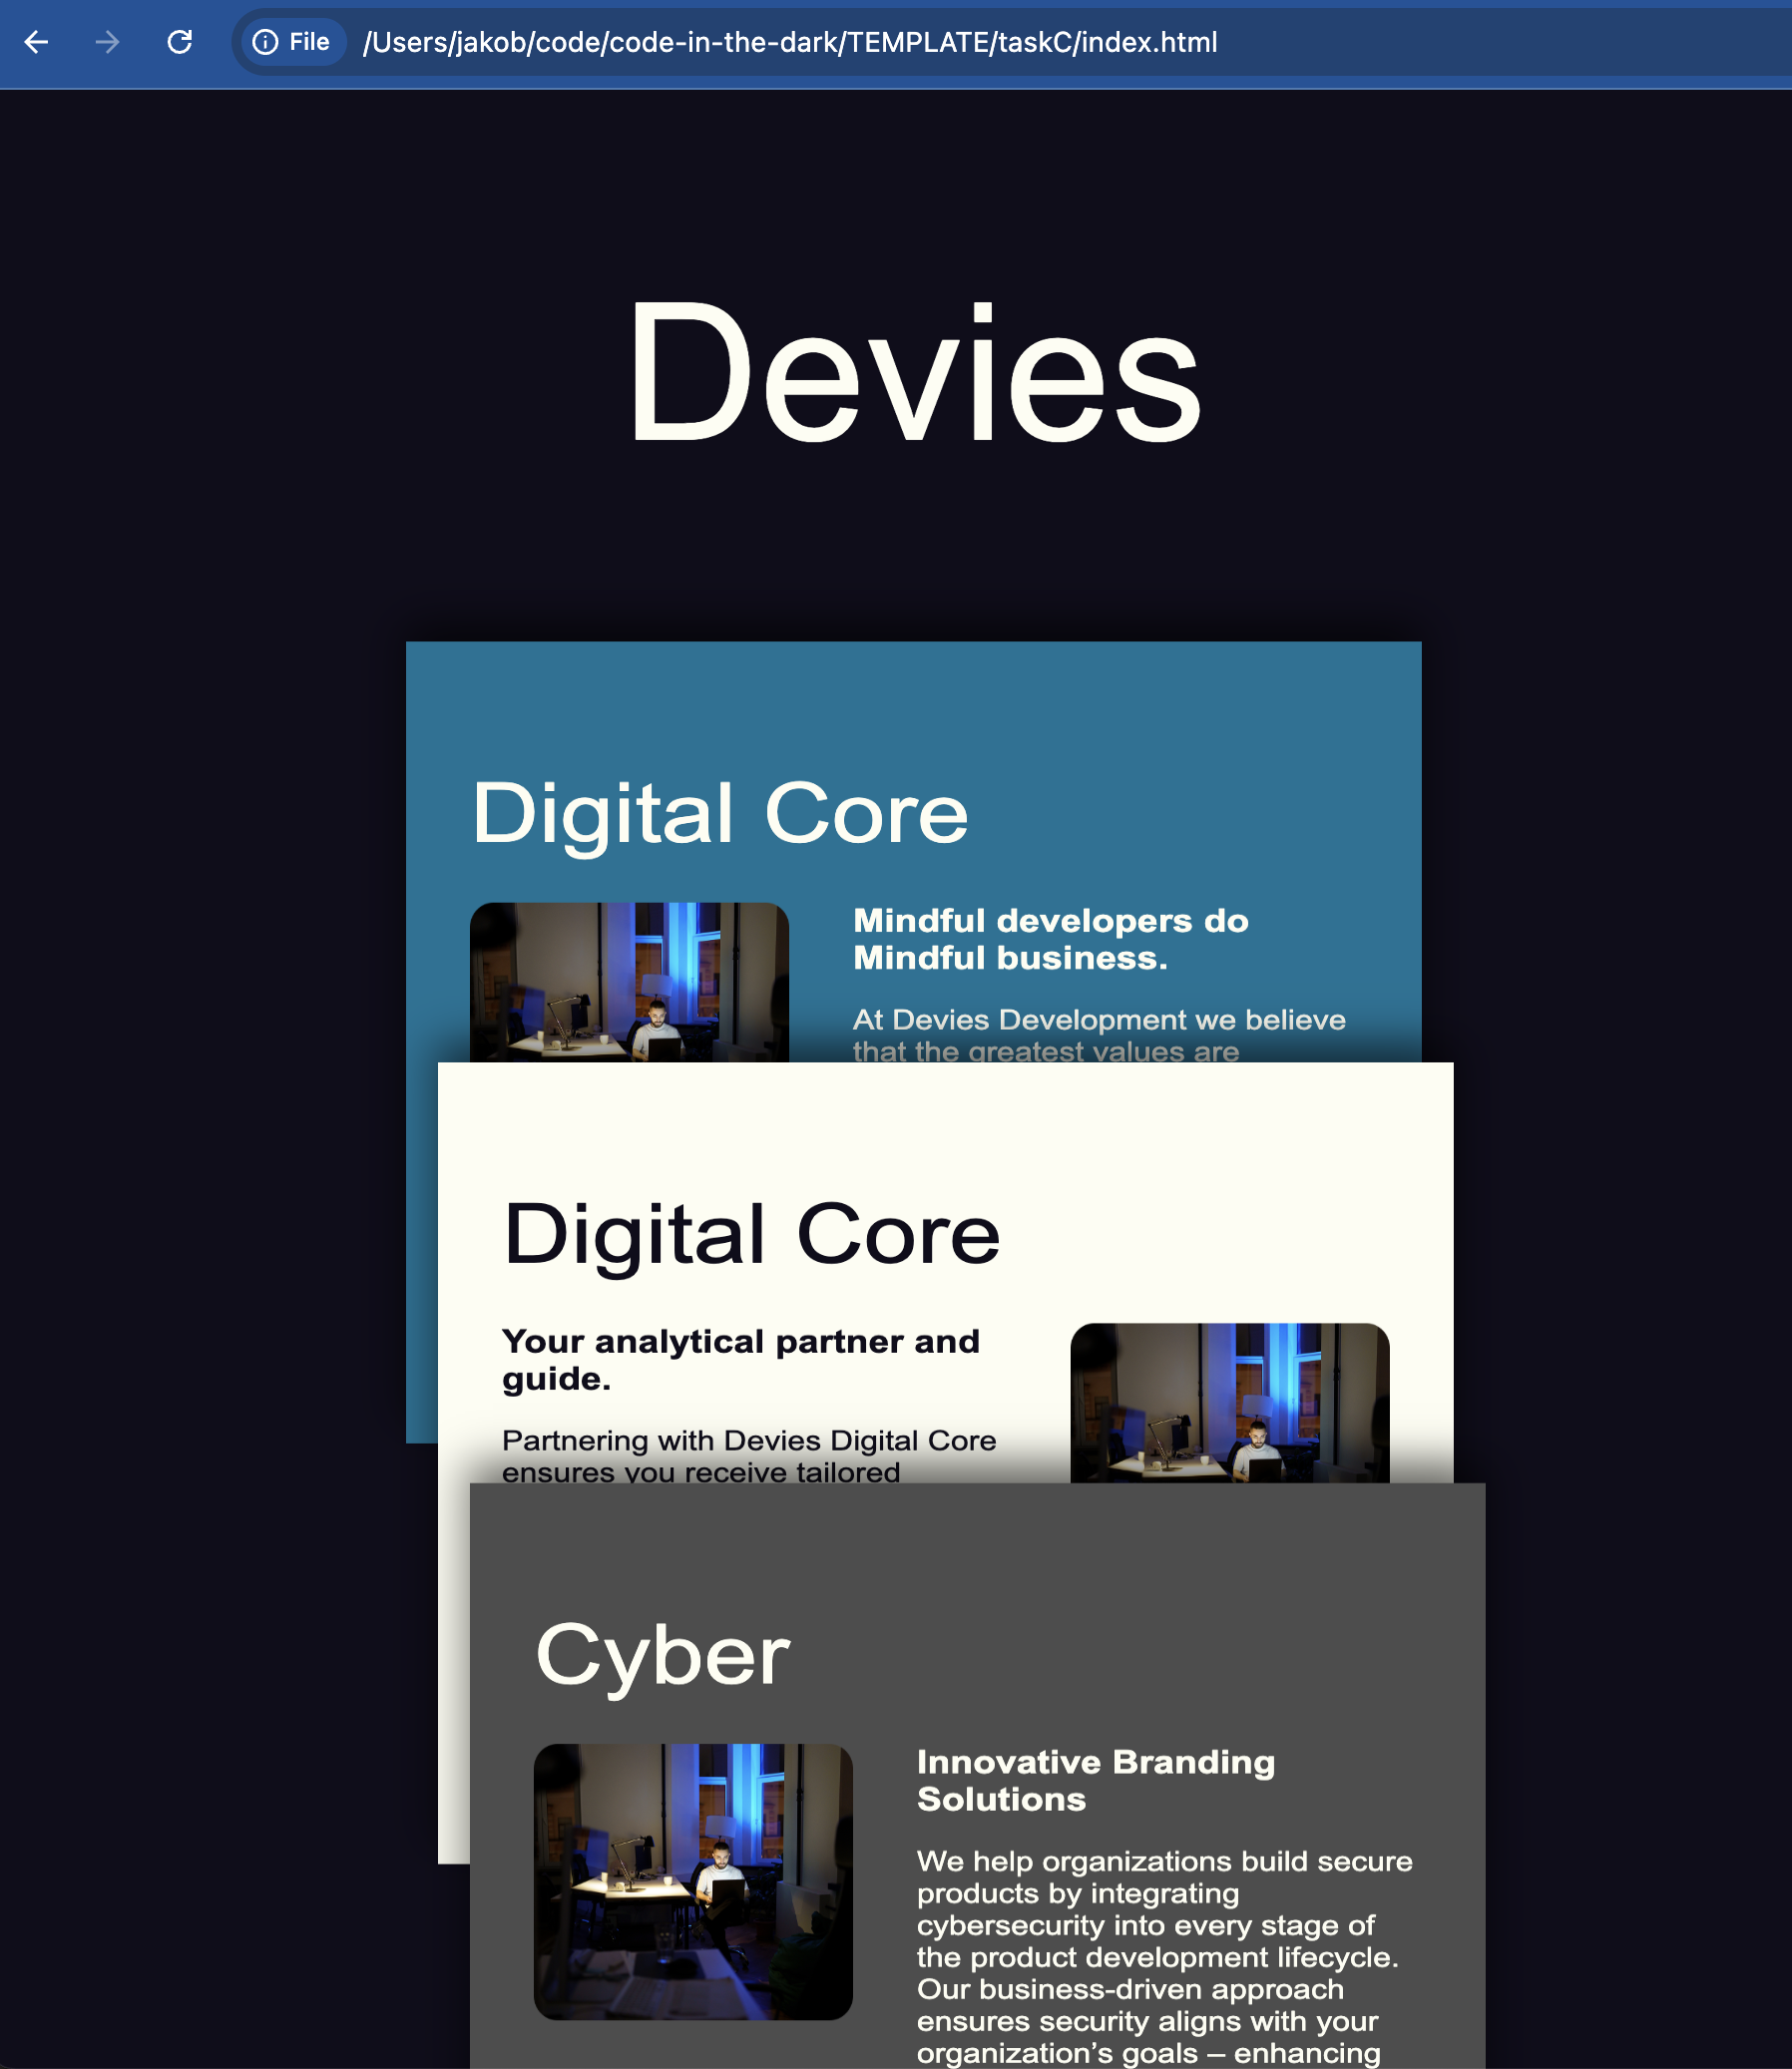 File /Users/jakob/code/code-in-the-dark/TEMPLATE/taskC/index.html
Devies
Digital Core
Mindful developers do
Mindful business.
At Devies Development we believe
that the greatest values are
Digital Core
Your analytical partner and
guide.
Partnering with Devies Digital Core
ensures you receive tailored
Cyber
Innovative Branding
Solutions
We help organizations build secure
products by integrating
cybersecurity into every stage of
the product development lifecycle.
Our business-driven approach
ensures security aligns with your
organization’s goals – enhancing